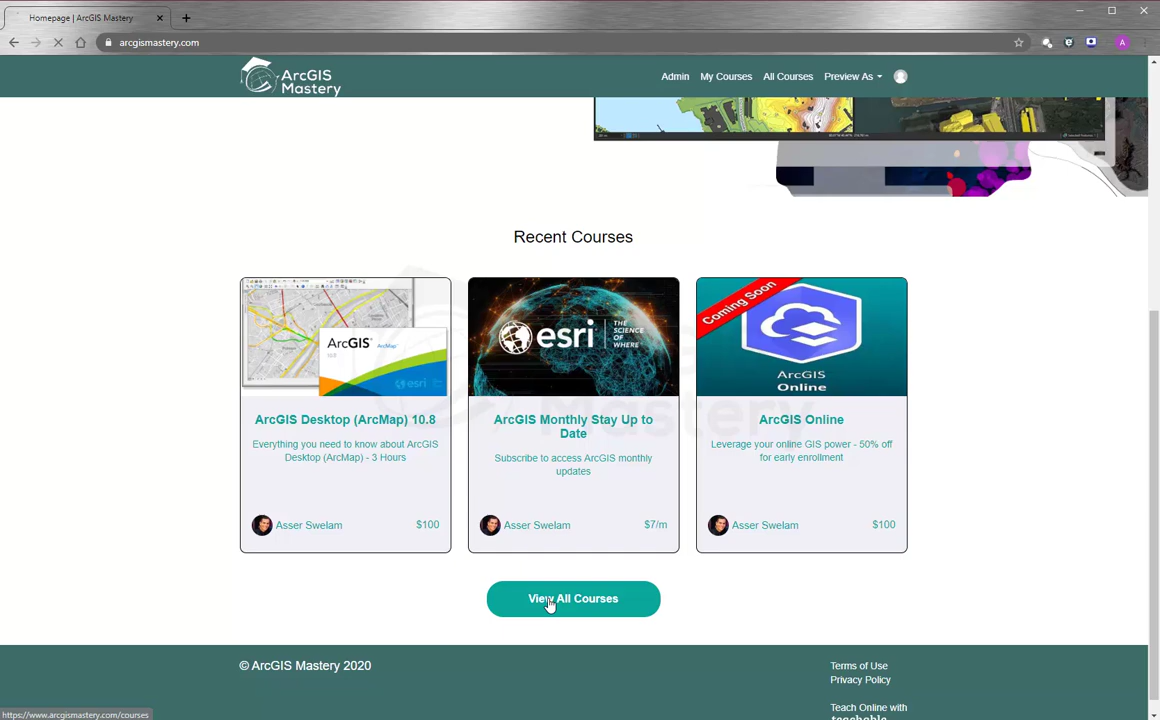 Homepage | ArcGIS Mastery
arcgismastery.com
ArcGIS
Mastery
Admin
My Courses
All Courses
Preview As
A
Recent Courses
ArcGIS
ArcMap
esri
esri
THE
SCIENCE
OF
WHERE
Coming Soon
ArcGIS
Online
ArcGIS Desktop (ArcMap) 10.8
Everything you need to know about ArcGIS
Desktop (ArcMap) - 3 Hours
Asser Swelam
$100
ArcGIS Monthly Stay Up to
Date
Subscribe to access ArcGIS monthly
updates
Asser Swelam
$7/m
ArcGIS Online
Leverage your online GIS power - 50% off
for early enrollment
Asser Swelam
$100
Mastery
View All Courses
© ArcGIS Mastery 2020
Terms of Use
Privacy Policy
Teach Online with
teachable
https://www.arcgismastery.com/courses